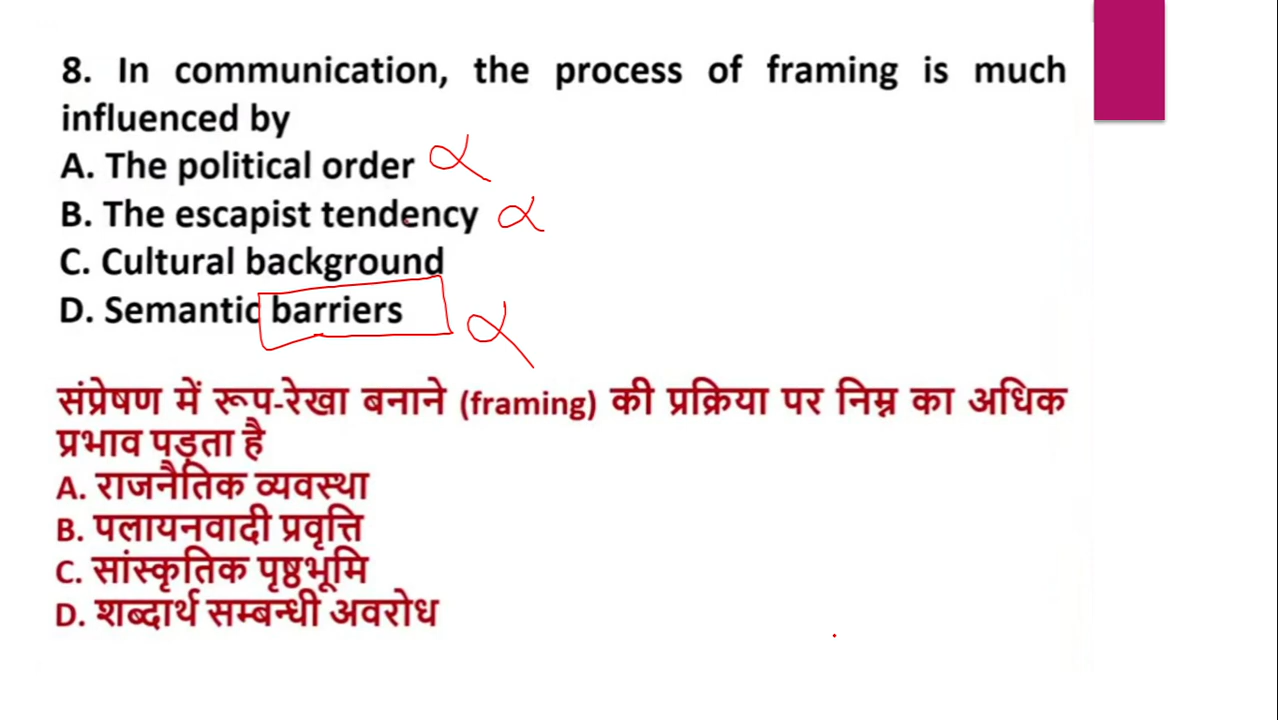 8. In communication, the process of framing is much
influenced by
A. The political order
B. The escapist tendency
C. Cultural background
D. Semantic barriers
संप्रेषण में रूप-रेखा बनाने (framing) की प्रक्रिया पर निम्न का अधिक
प्रभाव पड़ता है
A. राजनैतिक व्यवस्था
B. पलायनवादी प्रवृत्ति
C. सांस्कृतिक पृष्ठभूमि
D. शब्दार्थ सम्बन्धी अवरोध